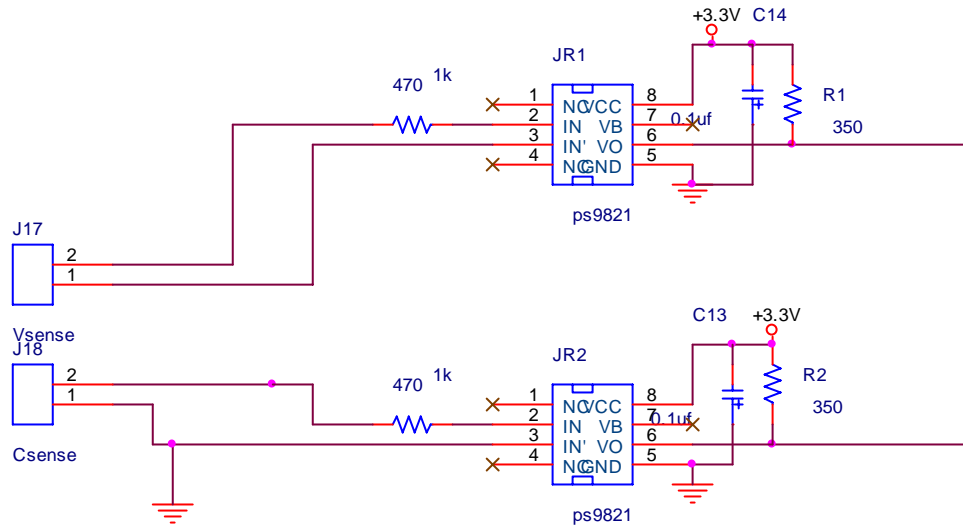 +3.3V
C14
JR1
470
1k
1
2
3
4
NC
IN
IN'
NC
VCC
VB
VO
GND
8
7
6
5
0.1uf
R1
350
ps9821
J17
2
1
Vsense
J18
2
1
Csense
C13
+3.3V
JR2
470
1k
1
2
3
4
NC
IN
IN'
NC
VCC
VB
VO
GND
8
7
6
5
0.1uf
R2
350
ps9821